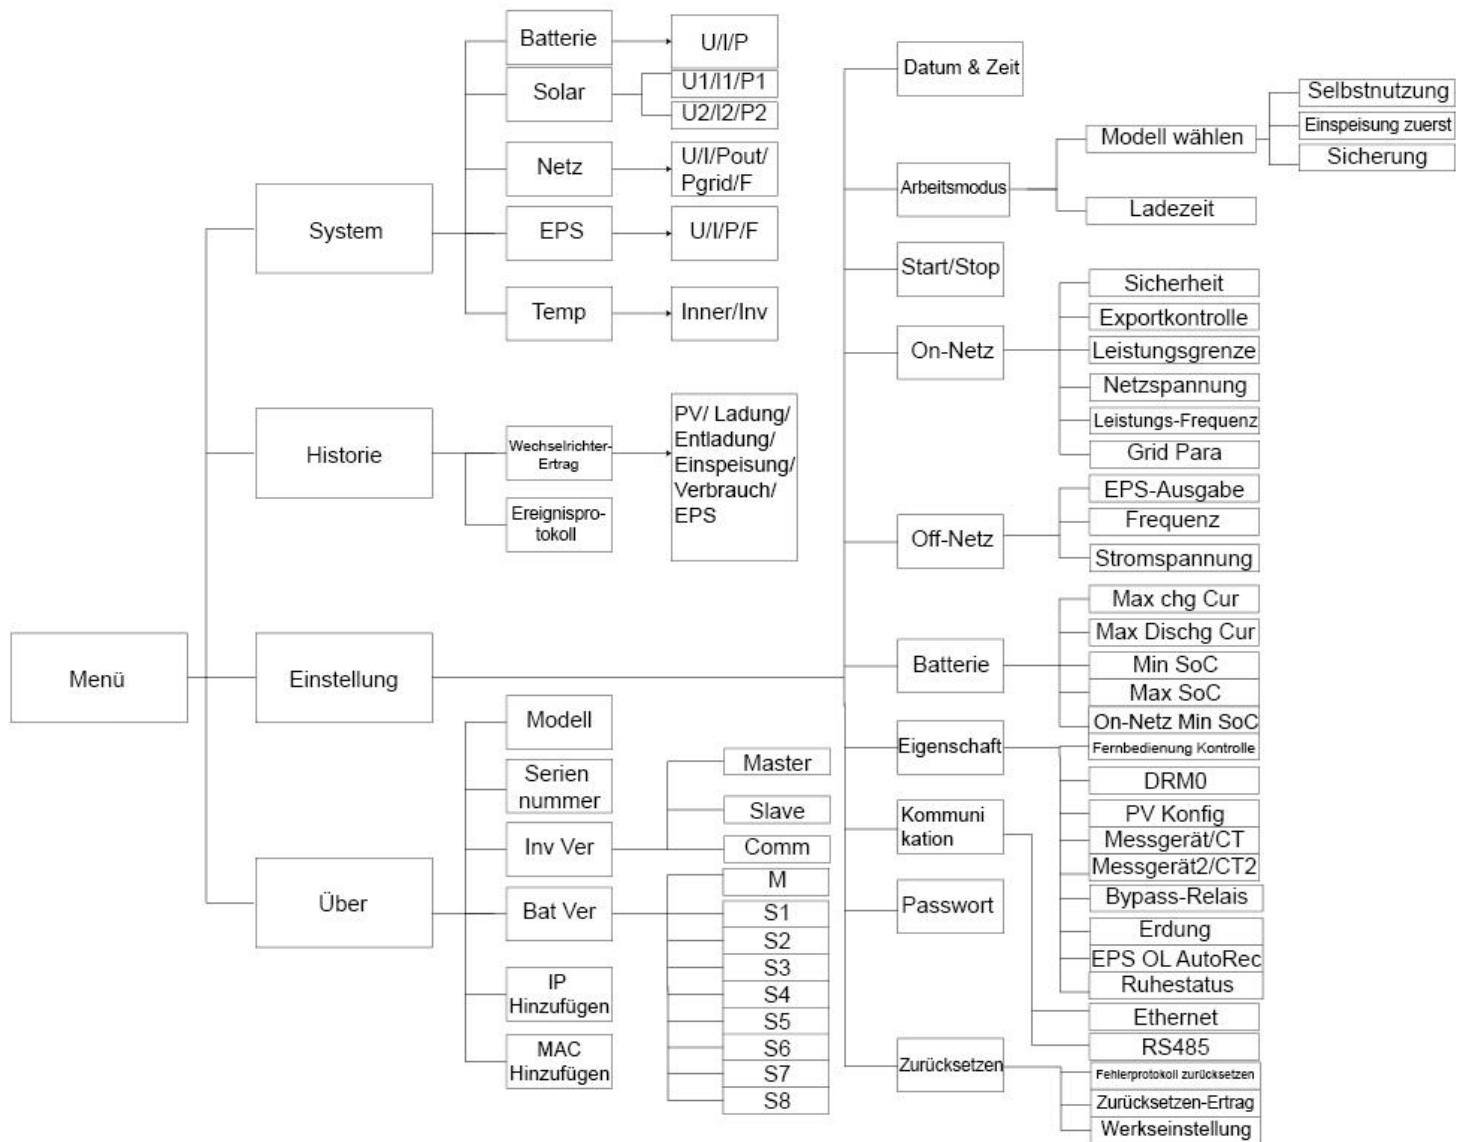 Menü
System
Batterie
U/I/P
Solar
U1/I1/P1
U2/I2/P2
Netz
U/I/Pout/
Pgrid/F
EPS
U/I/P/F
Temp
Inner/Inv
Historie
Wechselrichter-
Ertrag
PV/ Ladung/
Entladung/
Einspeisung/
Verbrauch/
EPS
Ereignispro-
tokoll
Einstellung
Datum & Zeit
Arbeitsmodus
Modell wählen
Selbstnutzung
Einspeisung zuerst
Sicherung
Ladezeit
Start/Stop
On-Netz
Sicherheit
Exportkontrolle
Leistungsgrenze
Netzspannung
Leistungs-Frequenz
Grid Para
Off-Netz
EPS-Ausgabe
Frequenz
Stromspannung
Batterie
Max chg Cur
Max Dischg Cur
Min SoC
Max SoC
On-Netz Min SoC
Eigenschaft
Fernbedienung Kontrolle
DRM0
PV Konfig
Messgerät/CT
Messgerät2/CT2
Bypass-Relais
Erdung
EPS OL AutoRec
Ruhestatus
Kommuni
kation
Ethernet
RS485
Passwort
Zurücksetzen
Fehlerprotokoll zurücksetzen
Zurücksetzen-Ertrag
Werkseinstellung
Über
Modell
Serien
nummer
Inv Ver
Master
Slave
Comm
Bat Ver
M
S1
S2
S3
S4
S5
S6
S7
S8
IP
Hinzufügen
MAC
Hinzufügen